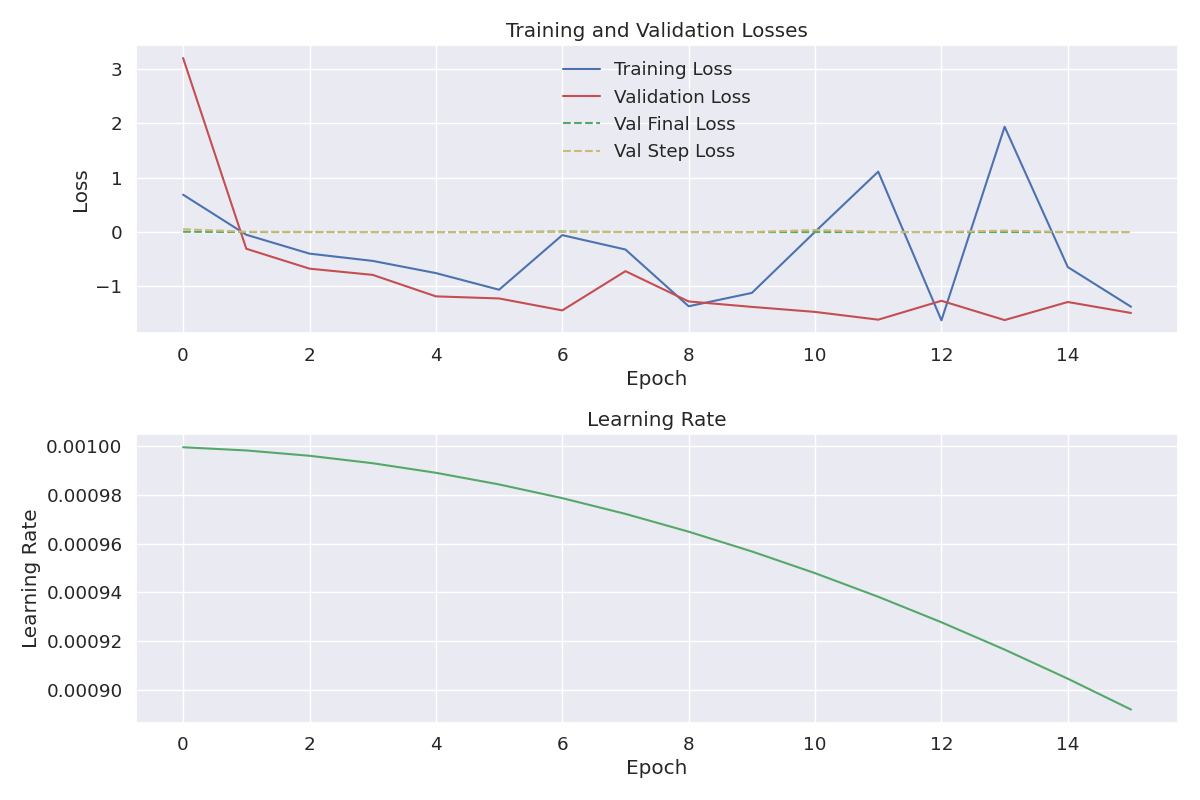 Training and Validation Losses
Training Loss
Validation Loss
Val Final Loss
Val Step Loss
Loss
3
2
1
0
−1
0 2 4 6 8 10 12 14
Epoch
Learning Rate
Learning Rate
0.00100
0.00098
0.00096
0.00094
0.00092
0.00090
0 2 4 6 8 10 12 14
Epoch